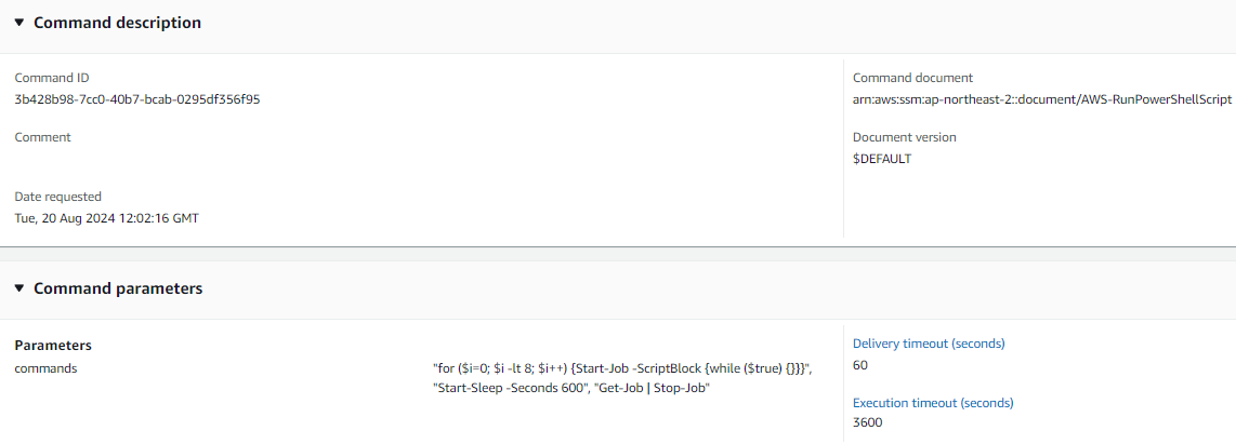 Command description
Command ID
3b428b98-7cc0-40b7-bcab-0295df356f95
Comment
Date requested
Tue, 20 Aug 2024 12:02:16 GMT
Command document
arn:aws:ssm:ap-northeast-2::document/AWS-RunPowerShellScript
Document version
$DEFAULT
Command parameters
Parameters
commands
"for ($i=0; $i -lt 8; $i++) {Start-Job -ScriptBlock {while ($true) {}}}",
"Start-Sleep -Seconds 600", "Get-Job | Stop-Job"
Delivery timeout (seconds)
60
Execution timeout (seconds)
3600